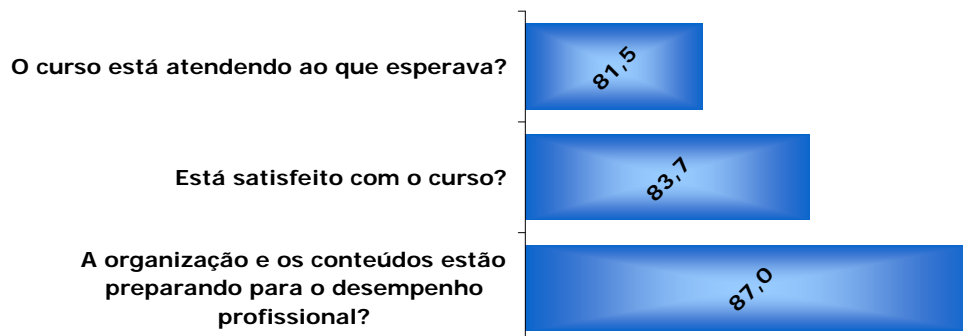 O curso está atendendo ao que esperava?
81,5
Está satisfeito com o curso?
83,7
A organização e os conteúdos estão
preparando para o desempenho
profissional?
87,0